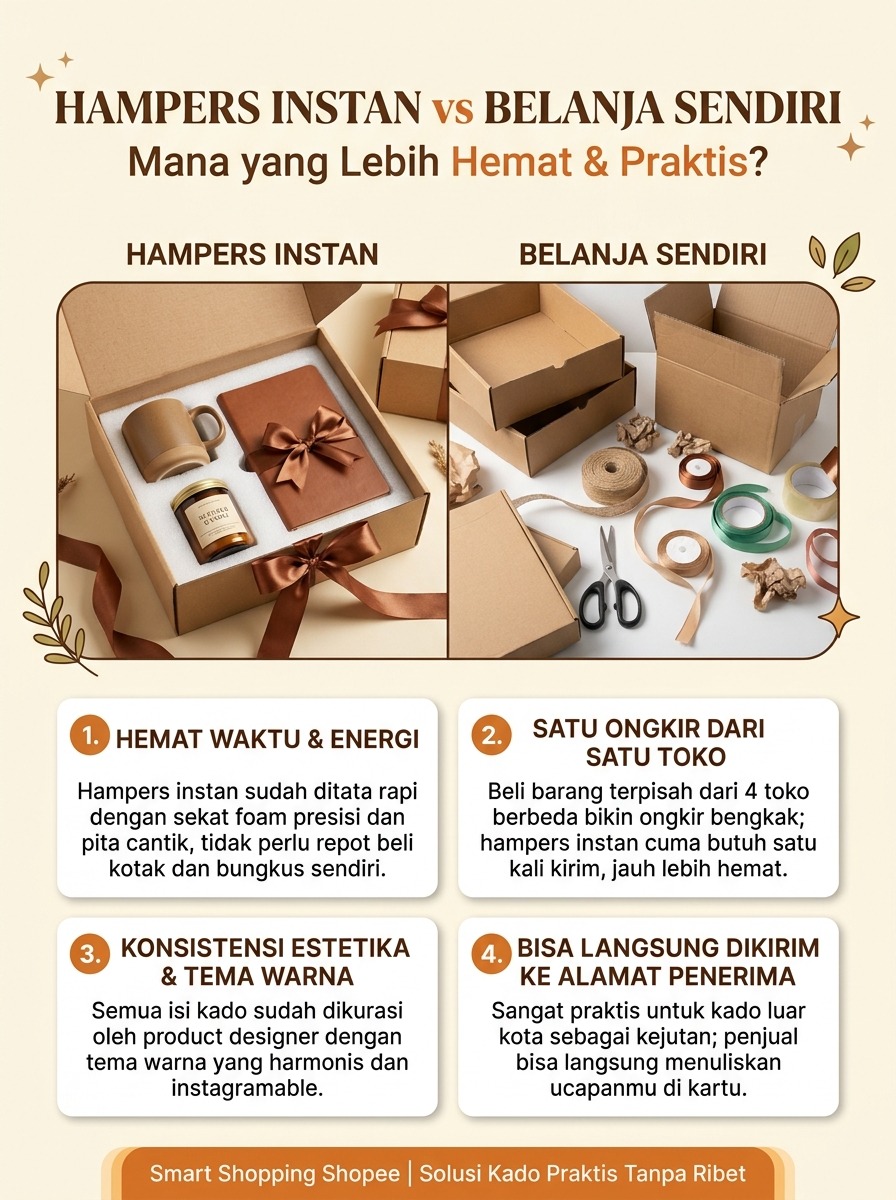 HAMPERS INSTAN vs BELANJA SENDIRI
Mana yang Lebih Hemat & Praktis?
HAMPERS INSTAN
BELANJA SENDIRI
1. HEMAT WAKTU & ENERGI
Hampers instan sudah ditata rapi
dengan sekat foam presisi dan
pita cantik, tidak perlu repot beli
kotak dan bungkus sendiri.
2. SATU ONGKIR DARI
SATU TOKO
Beli barang terpisah dari 4 toko
berbeda bikin ongkir bengkak;
hampers instan cuma butuh satu
kali kirim, jauh lebih hemat.
3. KONSISTENSI ESTETIKA
& TEMA WARNA
Semua isi kado sudah dikurasi
oleh product designer dengan
tema warna yang harmonis dan
instagramable.
4. BISA LANGSUNG DIKIRIM
KE ALAMAT PENERIMA
Sangat praktis untuk kado luar
kota sebagai kejutan; penjual
bisa langsung menuliskan
ucapanmu di kartu.
Smart Shopping Shopee | Solusi Kado Praktis Tanpa Ribet